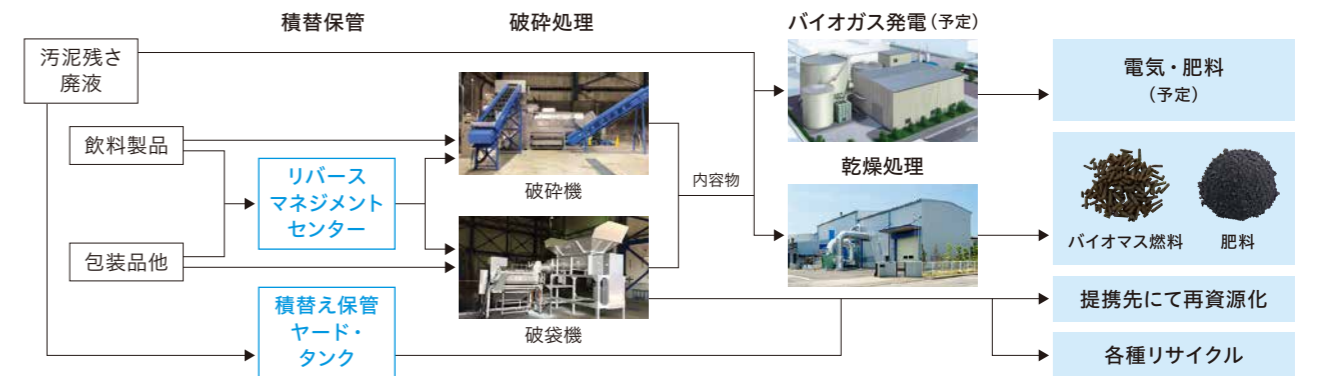 積替保管
破砕処理
バイオガス発電(予定)
汚泥残さ
廃液
電気・肥料
(予定)
飲料製品
リバース
マネジメント
センター
破砕機
内容物
乾燥処理
バイオマス燃料
肥料
包装品他
積替え保管
ヤード・
タンク
破袋機
提携先にて再資源化
各種リサイクル